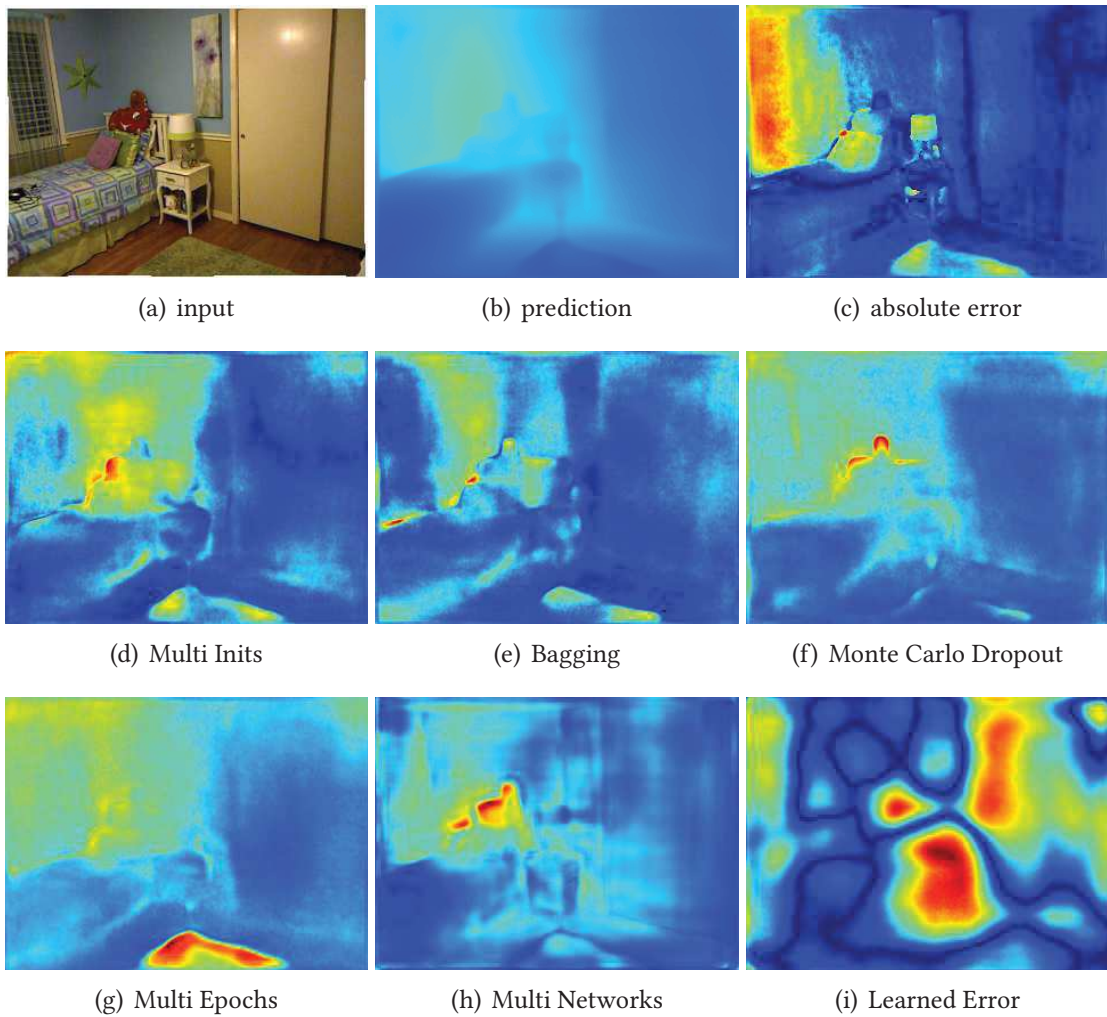 (a) input
(b) prediction
(c) absolute error
(d) Multi Inits
(e) Bagging
(f) Monte Carlo Dropout
(g) Multi Epochs
(h) Multi Networks
(i) Learned Error